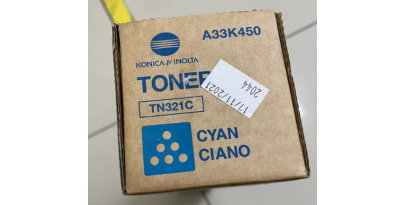 A33K450
KONICA MINOLTA
TONER
TN321C
17/11/2021
2044
CYAN
CIANO